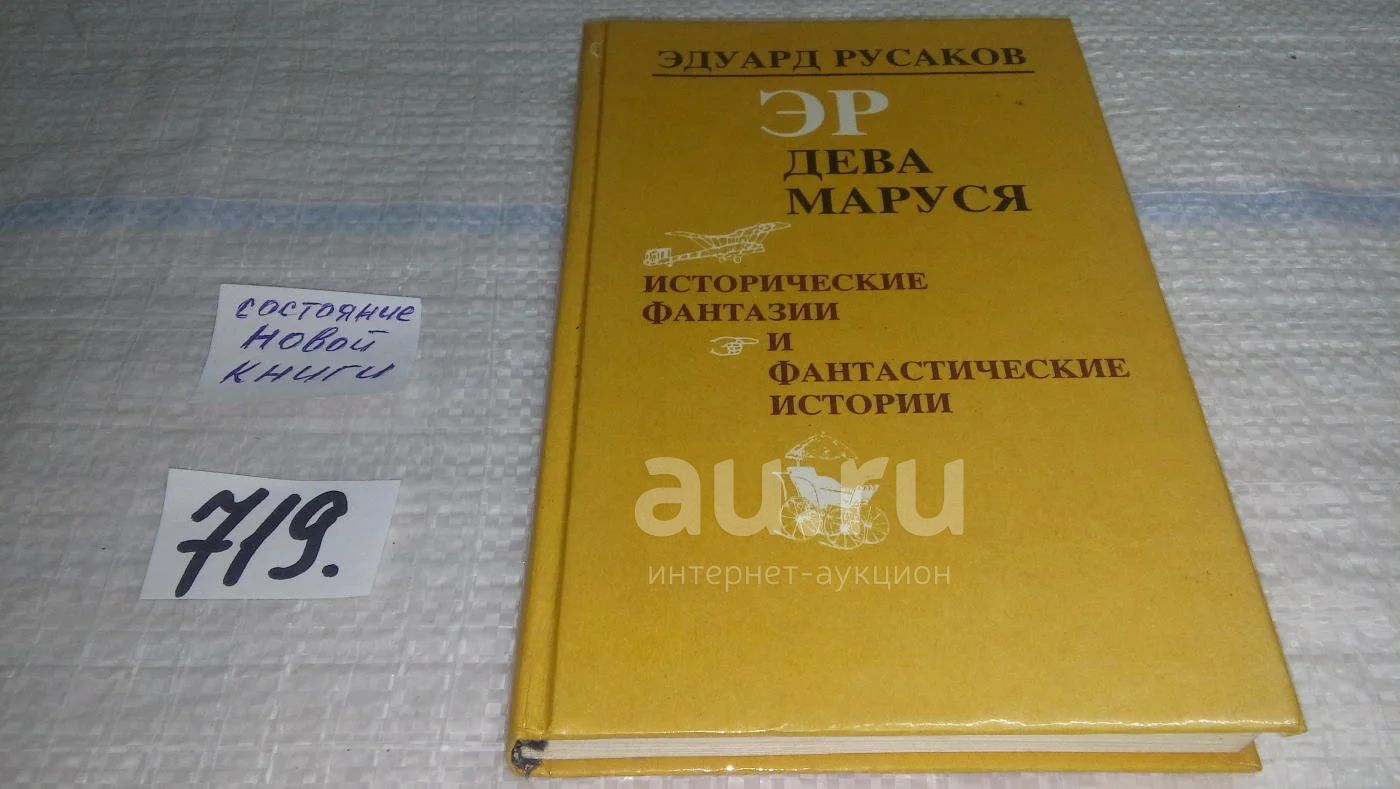 ЭДУАРД РУСАКОВ
ЭР
ДЕВА
МАРУСЯ
ИСТОРИЧЕСКИЕ
ФАНТАЗИИ
И
ФАНТАСТИЧЕСКИЕ
ИСТОРИИ
au.ru
интернет-аукцион
состояние
новой
книги
719.